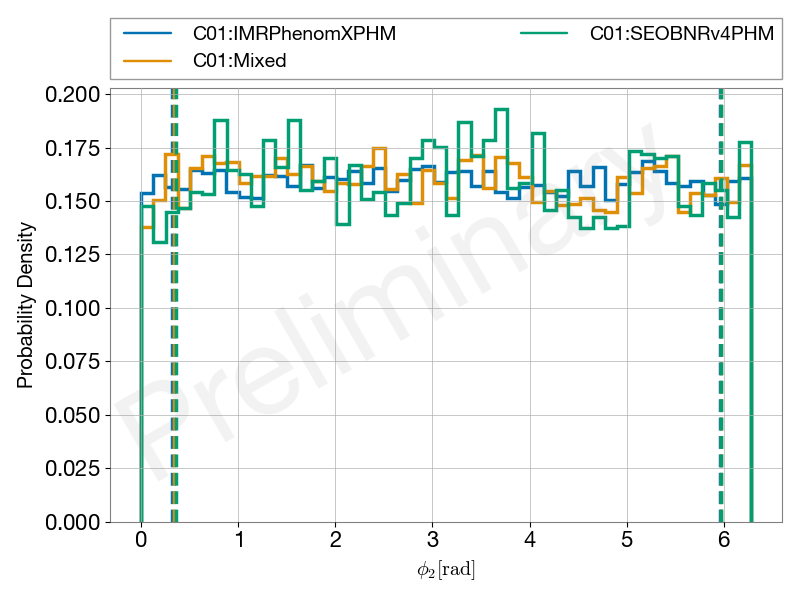 C01:IMRPhenomXPHM
C01:Mixed
C01:SEOBNRv4PHM
0.200
0.175
0.150
0.125
0.100
0.075
0.050
0.025
0.000
Probability Density
Preliminary
0 1 2 3 4 5 6
ϕ₂[rad]